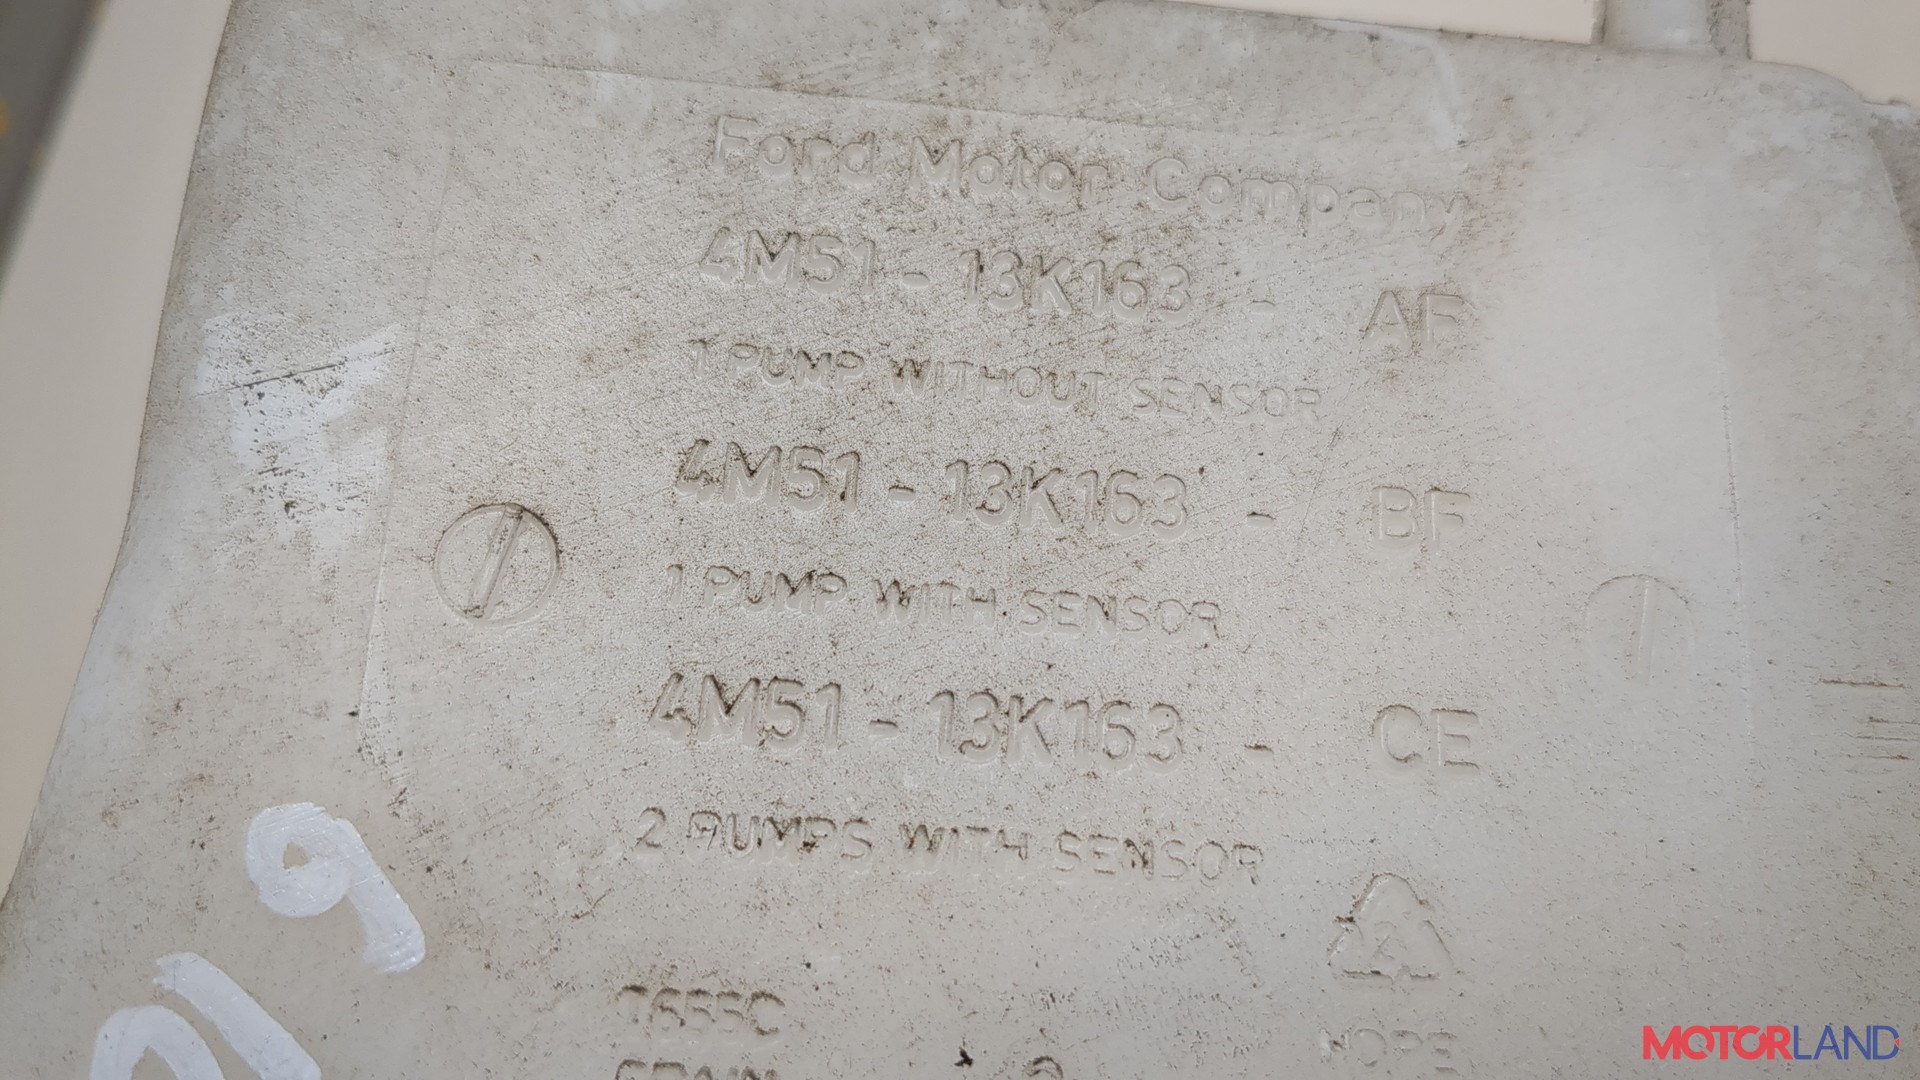 Ford Motor Company
4M51 - 13K163 - AF
1 PUMP WITHOUT SENSOR
4M51 - 13K163 - BF
1 PUMP WITH SENSOR
4M51 - 13K163 - CE
2 PUMPS WITH SENSOR
9
MOTORLAND